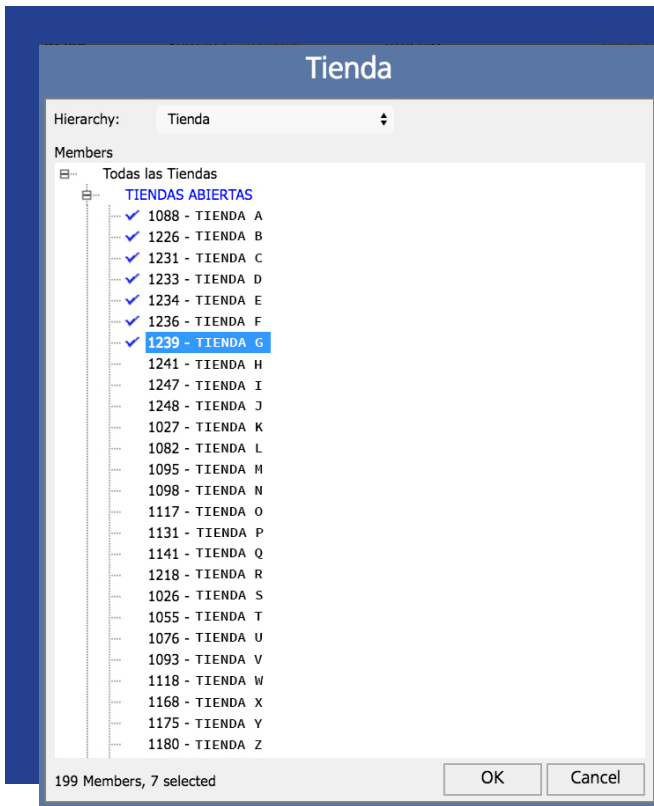 Tienda
Hierarchy: Tienda
Members
Todas las Tiendas
TIENDAS ABIERTAS
1088 - TIENDA A
1226 - TIENDA B
1231 - TIENDA C
1233 - TIENDA D
1234 - TIENDA E
1236 - TIENDA F
1239 - TIENDA G
1241 - TIENDA H
1247 - TIENDA I
1248 - TIENDA J
1027 - TIENDA K
1082 - TIENDA L
1095 - TIENDA M
1098 - TIENDA N
1117 - TIENDA O
1131 - TIENDA P
1141 - TIENDA Q
1218 - TIENDA R
1026 - TIENDA S
1055 - TIENDA T
1076 - TIENDA U
1093 - TIENDA V
1118 - TIENDA W
1168 - TIENDA X
1175 - TIENDA Y
1180 - TIENDA Z
199 Members, 7 selected OK Cancel